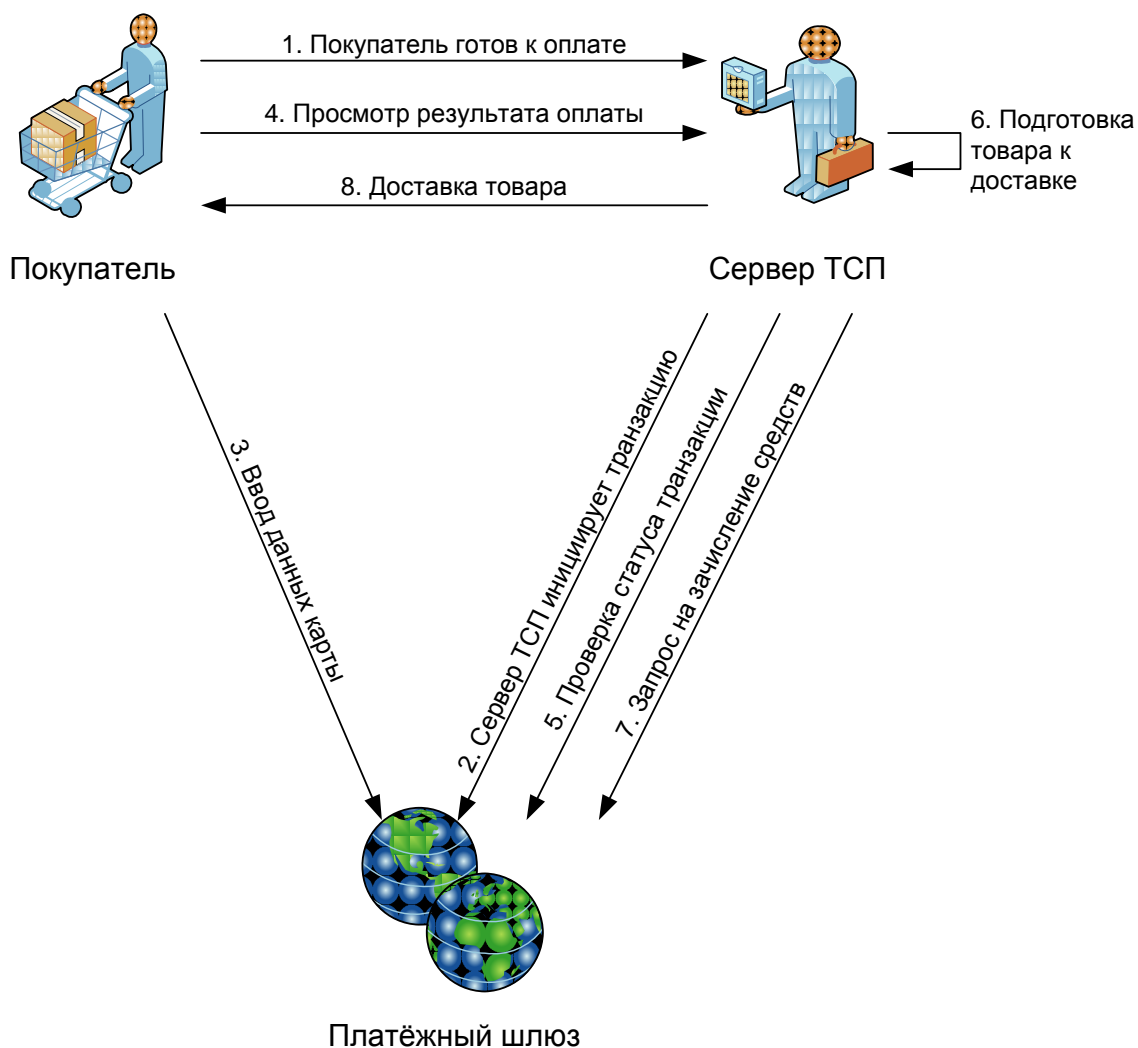 1. Покупатель готов к оплате
4. Просмотр результата оплаты
6. Подготовка
товара к
доставке
8. Доставка товара
Покупатель
Сервер ТСП
3. Ввод данных карты
2. Сервер ТСП инициирует транзакцию
5. Проверка статуса транзакции
7. Запрос на зачисление средств
Платёжный шлюз